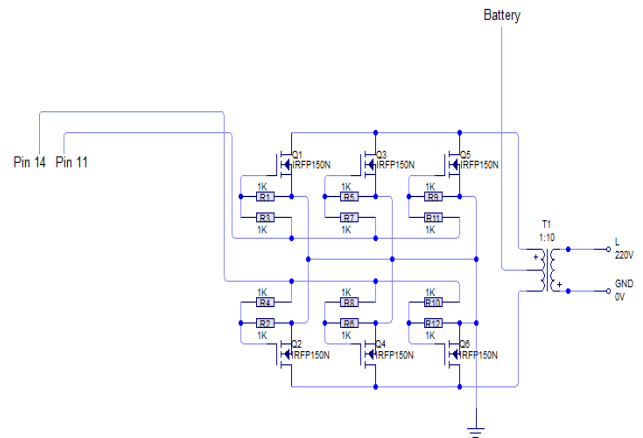 Battery
Pin 14 Pin 11
Q1 Q3 Q5
IRFP150N IRFP150N IRFP150N
1K 1K 1K
R1 R5 R9
R3 R7 R11
1K 1K 1K
T1
1:10
L
220V
GND
0V
1K 1K 1K
R4 R8 R10
R2 R6 R12
1K 1K 1K
Q2 Q4 Q6
IRFP150N IRFP150N IRFP150N